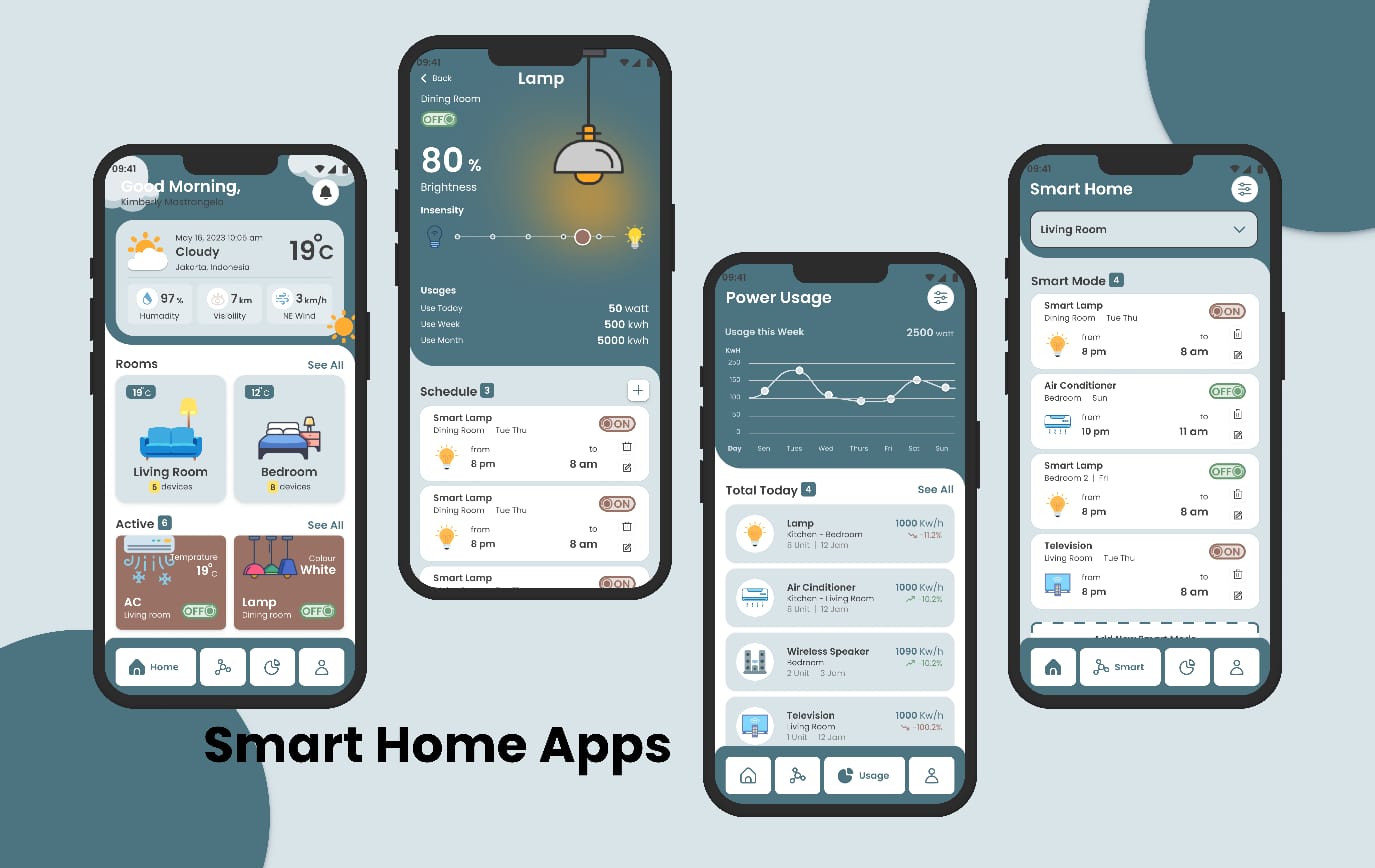 09:41
Good Morning,
Kimberly Mastrangelo
May 16, 2023 10:05 am
Cloudy
Jakarta, Indonesia
19°C
97 %
Humadity
7 km
Visibility
3 km/h
NE Wind
Rooms
See All
19°C
Living Room
5 devices
12°C
Bedroom
8 devices
Active 6
See All
Temprature
19°C
AC
Living room
OFF
Colour
White
Lamp
Dining room
OFF
Home
09:41
Back
Lamp
Dining Room
OFF
80 %
Brightness
Insensity
Usages
Use Today 50 watt
Use Week 500 kwh
Use Month 5000 kwh
Schedule 3
+
Smart Lamp
Dining Room Tue Thu
ON
from to
8 pm 8 am
Smart Lamp
Dining Room Tue Thu
ON
from to
8 pm 8 am
Smart Lamp
ON
Smart Home Apps
09:41
Power Usage
Usage this Week 2500 watt
KwH
250
150
100
50
0
Day Sen Tues Wed Thurs Fri Sat Sun
Total Today 4
See All
Lamp
Kitchen - Bedroom
8 Unit | 12 Jam
1000 Kw/h
-11.2%
Air Cinditioner
Kitchen - Living Room
8 Unit | 12 Jam
1000 Kw/h
-10.2%
Wireless Speaker
Bedroom
2 Unit | 3 Jam
1090 Kw/h
-10.2%
Television
Living Room
1 Unit | 12 Jam
1000 Kw/h
-100.2%
Usage
09:41
Smart Home
Living Room
Smart Mode 4
Smart Lamp
Dining Room Tue Thu
ON
from to
8 pm 8 am
Air Conditioner
Bedroom Sun
OFF
from to
10 pm 11 am
Smart Lamp
Bedroom 2 | Fri
OFF
from to
8 pm 8 am
Television
Living Room Tue Thu
ON
from to
8 pm 8 am
Add New Smart Mode
Smart